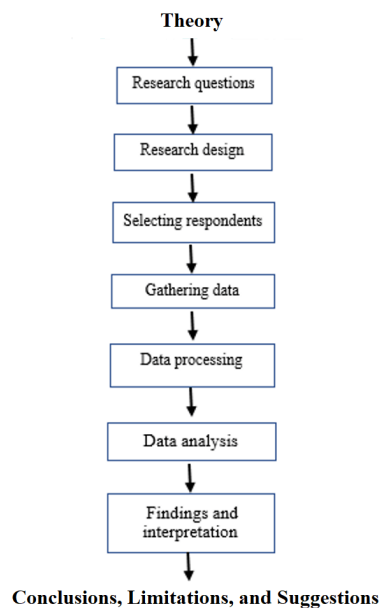 Theory
Research questions
Research design
Selecting respondents
Gathering data
Data processing
Data analysis
Findings and
interpretation
Conclusions, Limitations, and Suggestions